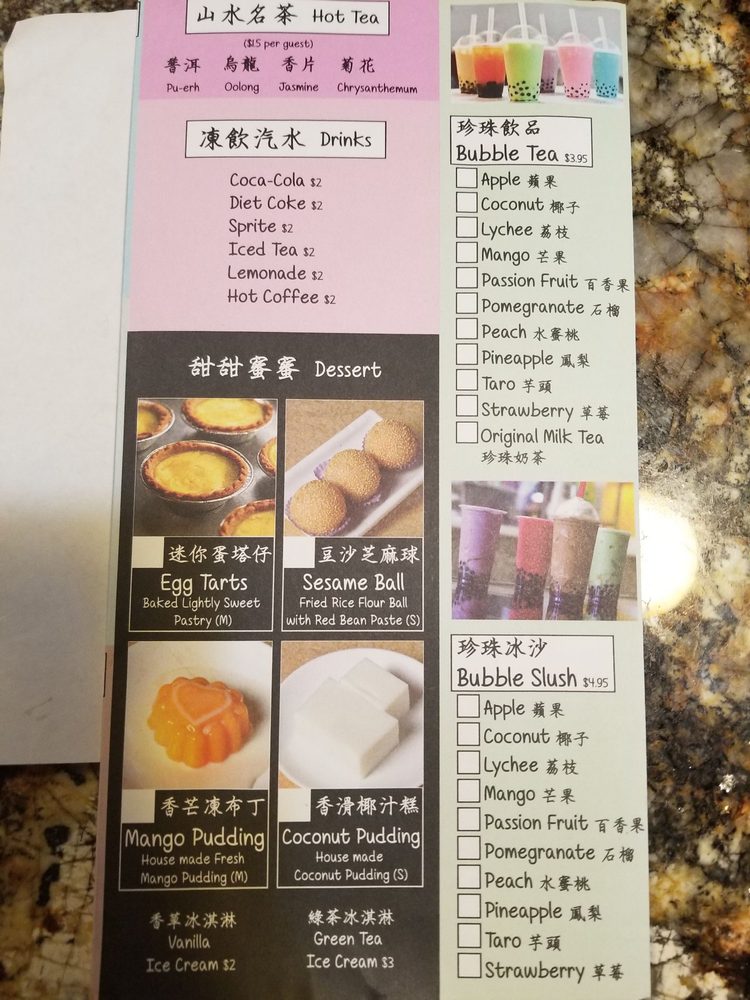 山水名茶 Hot Tea
($1.5 per guest)
普洱 烏龍 香片 菊花
Pu-erh Oolong Jasmine Chrysanthemum
凍飲汽水 Drinks
Coca-Cola $2
Diet Coke $2
Sprite $2
Iced Tea $2
Lemonade $2
Hot Coffee $2
甜甜蜜蜜 Dessert
迷你蛋塔仔
Egg Tarts
Baked Lightly Sweet
Pastry (M)
豆沙芝麻球
Sesame Ball
Fried Rice Flour Ball
with Red Bean Paste (S)
香芒凍布丁
Mango Pudding
House made Fresh
Mango Pudding (M)
香滑椰汁糕
Coconut Pudding
House made
Coconut Pudding (S)
香草冰淇淋
Vanilla
Ice Cream $2
綠茶冰淇淋
Green Tea
Ice Cream $3
珍珠飲品
Bubble Tea $3.95
Apple 蘋果
Coconut 椰子
Lychee 荔枝
Mango 芒果
Passion Fruit 百香果
Pomegranate 石榴
Peach 水蜜桃
Pineapple 鳳梨
Taro 芋頭
Strawberry 草莓
Original Milk Tea
珍珠奶茶
珍珠冰沙
Bubble Slush $4.95
Apple 蘋果
Coconut 椰子
Lychee 荔枝
Mango 芒果
Passion Fruit 百香果
Pomegranate 石榴
Peach 水蜜桃
Pineapple 鳳梨
Taro 芋頭
Strawberry 草莓